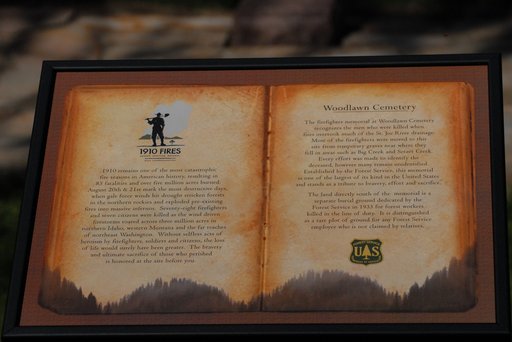 1910 FIRES
1910 remains one of the most catastrophic
fire seasons in American history, resulting in
85 fatalities and over five million acres burned.
August 20th & 21st mark the most destructive days,
when gale force winds hit drought stricken forests
in the northern rockies and exploded pre-existing
fires into massive infernos. Seventy-eight firefighters
and seven citizens were killed as the wind driven
firestorms roared across three million acres in
northern Idaho, western Montana and the far reaches
of northeast Washington. Without selfless acts of
heroism by firefighters, soldiers and citizens, the loss
of life would surely have been greater. The bravery
and ultimate sacrifice of those who perished
is honored at the site before you.
Woodlawn Cemetery
The firefighters memorial at Woodlawn Cemetery
recognizes the men who were killed when
fires overtook much of the St. Joe River drainage.
Most of the firefighters were moved to this
site from temporary graves near where they
fell in areas such as Big Creek and Setzer Creek.
Every effort was made to identify the
deceased, however many remain unidentified.
Established by the Forest Service, this memorial
is one of the largest of its kind in the United States
and stands as a tribute to bravery, effort and sacrifice.
The land directly south of the memorial is a
separate burial ground dedicated by the
Forest Service in 1933 for forest workers
killed in the line of duty. It is distinguished
as a rare plot of ground for any Forest Service
employee who is not claimed by relatives.
FOREST SERVICE
U S
DEPARTMENT OF AGRICULTURE